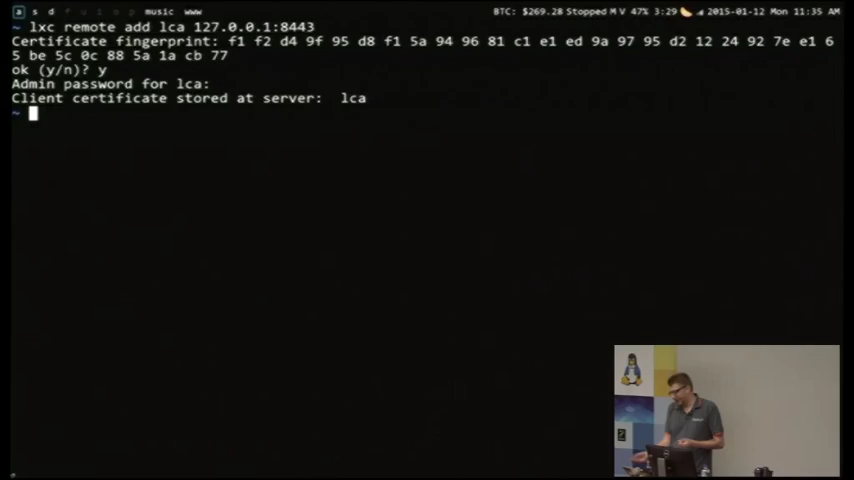 a s d f u i o p music www BTC: $269.28 Stopped M V 47% 3:29 2015-01-12 Mon 11:35 AM
~ lxc remote add lca 127.0.0.1:8443
Certificate fingerprint: f1 f2 d4 9f 95 d8 f1 5a 94 96 81 c1 e1 ed 9a 97 95 d2 12 24 92 7e e1 6
5 be 5c 0c 88 5a 1a cb 77
ok (y/n)? y
Admin password for lca:
Client certificate stored at server:  lca
~